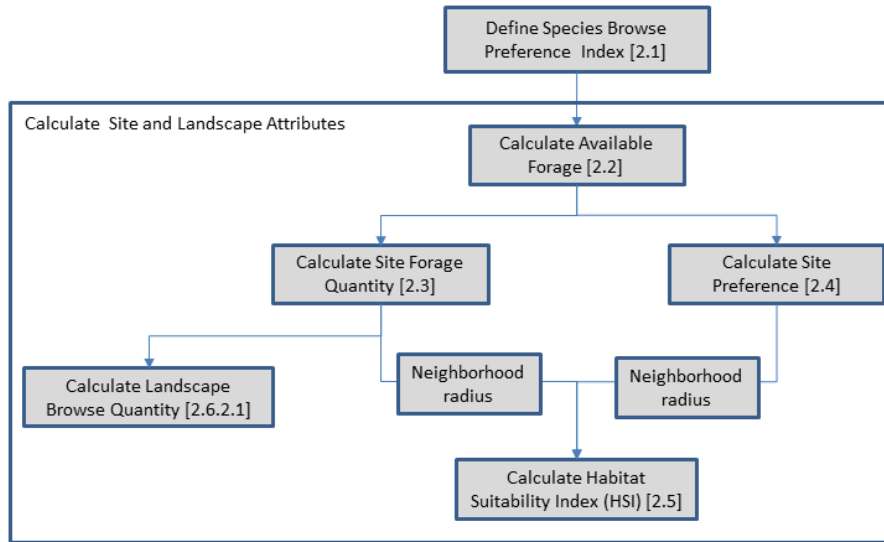 Define Species Browse
Preference Index [2.1]
Calculate Site and Landscape Attributes
Calculate Available
Forage [2.2]
Calculate Site Forage
Quantity [2.3]
Calculate Site
Preference [2.4]
Calculate Landscape
Browse Quantity [2.6.2.1]
Neighborhood
radius
Neighborhood
radius
Calculate Habitat
Suitability Index (HSI) [2.5]